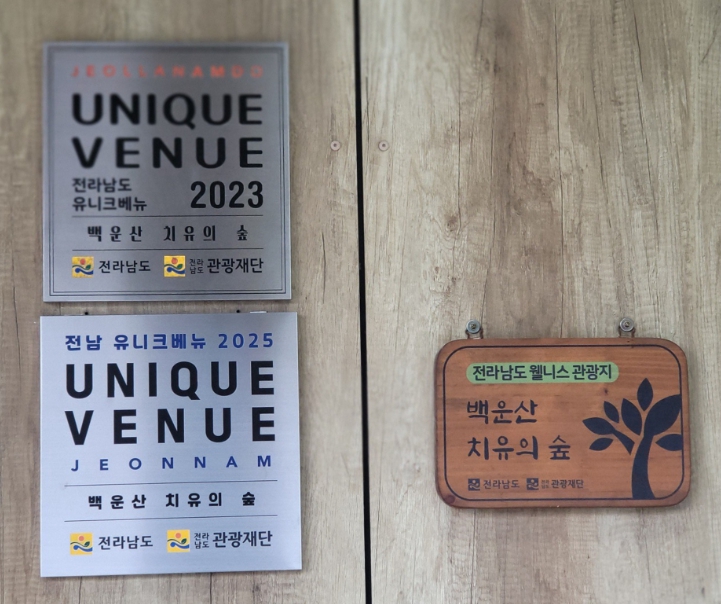 JEOLLANAMDO
UNIQUE
VENUE
전라남도
유니크베뉴 2023
백운산 치유의 숲
전라남도 전라남도 관광재단
전남 유니크베뉴 2025
UNIQUE
VENUE
JEONNAM
백운산 치유의 숲
전라남도 전라남도 관광재단
전라남도 웰니스 관광지
백운산
치유의 숲
전라남도 관광재단